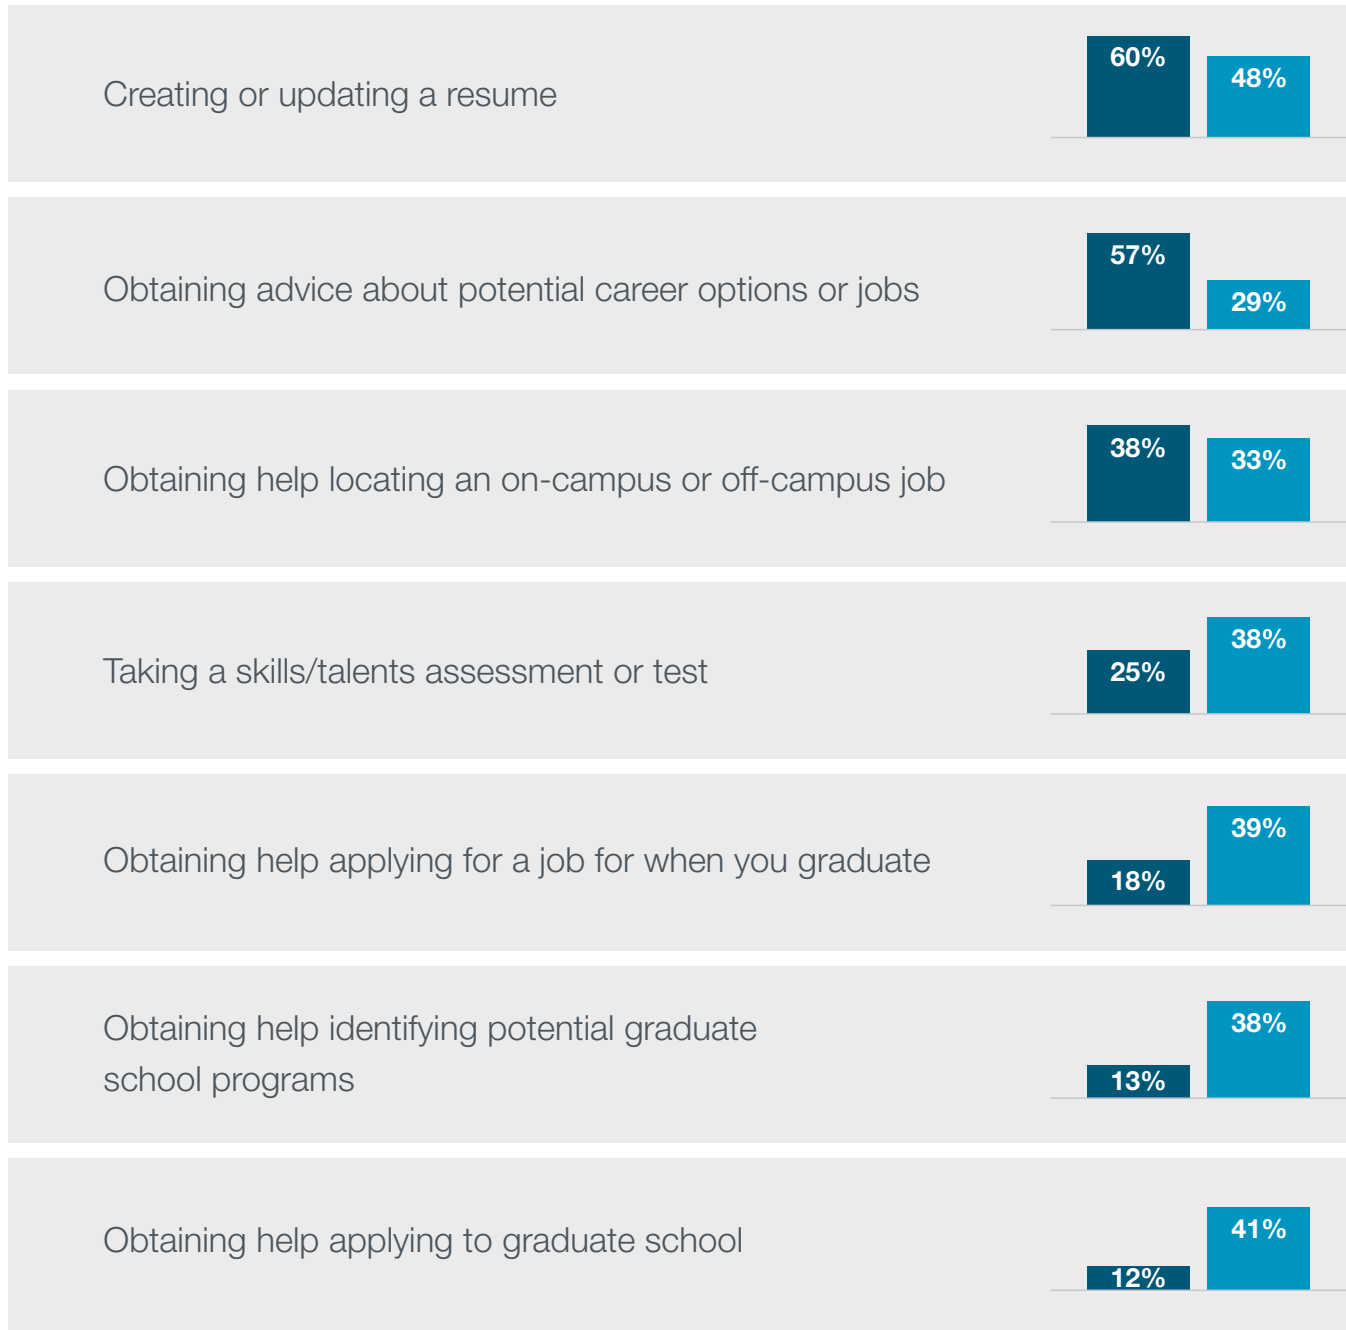 Creating or updating a resume
60%
48%
Obtaining advice about potential career options or jobs
57%
29%
Obtaining help locating an on-campus or off-campus job
38%
33%
Taking a skills/talents assessment or test
25%
38%
Obtaining help applying for a job for when you graduate
18%
39%
Obtaining help identifying potential graduate
school programs
13%
38%
Obtaining help applying to graduate school
12%
41%